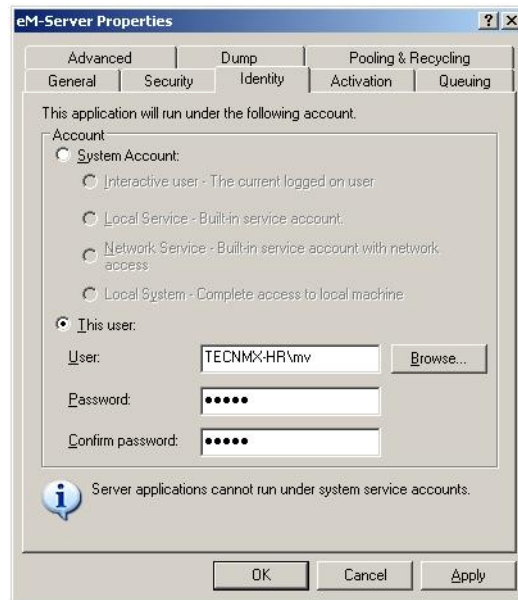 eM-Server Properties
Advanced Dump Pooling & Recycling
General Security Identity Activation Queuing
This application will run under the following account.
Account
System Account:
Interactive user - The current logged on user
Local Service - Built-in service account.
Network Service - Built-in service account with network
access
Local System - Complete access to local machine
This user:
User: TECNMX-HR\mv Browse...
Password: •••••
Confirm password: •••••
Server applications cannot run under system service accounts.
OK Cancel Apply